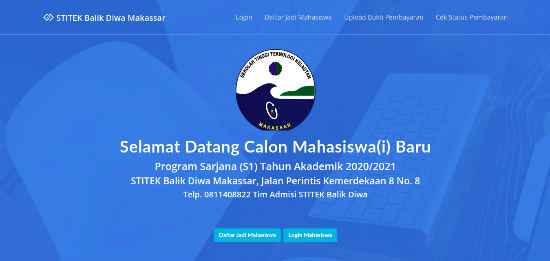 STITEK Balik Diwa Makassar
Login Daftar Jadi Mahasiswa Upload Bukti Pembayaran Cek Status Pembayaran
SEKOLAH TINGGI TEKNOLOGI KELAUTAN
MAKASSAR
Selamat Datang Calon Mahasiswa(i) Baru
Program Sarjana (S1) Tahun Akademik 2020/2021
STITEK Balik Diwa Makassar, Jalan Perintis Kemerdekaan 8 No. 8
Telp. 0811408822 Tim Admisi STITEK Balik Diwa
Daftar Jadi Mahasiswa Login Mahasiswa